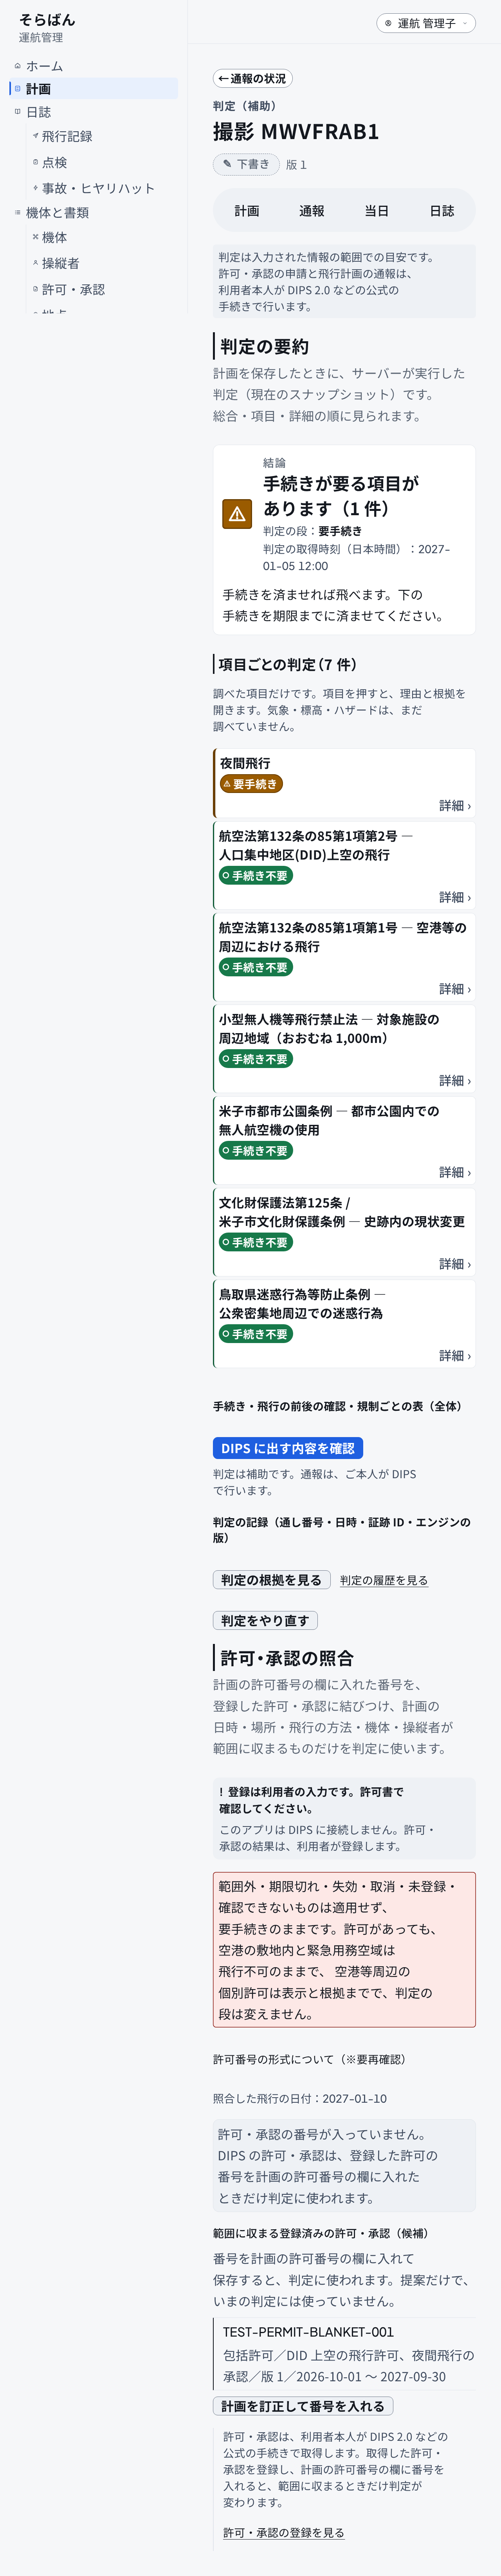 そらばん
運航管理
運航 管理子
ホーム
計画
日誌
飛行記録
点検
事故・ヒヤリハット
機体と書類
機体
操縦者
許可・承認
← 通報の状況
判定（補助）
撮影 MWVFRAB1
✎ 下書き 版 1
計画 通報 当日 日誌
判定は入力された情報の範囲での目安です。
許可・承認の申請と飛行計画の通報は、
利用者本人が DIPS 2.0 などの公式の
手続きで行います。
判定の要約
計画を保存したときに、サーバーが実行した
判定（現在のスナップショット）です。
総合・項目・詳細の順に見られます。
結論
手続きが要る項目が
あります（1 件）
判定の段：要手続き
判定の取得時刻（日本時間）：2027-
01-05 12:00
手続きを済ませれば飛べます。下の
手続きを期限までに済ませてください。
項目ごとの判定（7 件）
調べた項目だけです。項目を押すと、理由と根拠を
開きます。気象・標高・ハザードは、まだ
調べていません。
夜間飛行
⚠ 要手続き
詳細 ›
航空法第132条の85第1項第2号 —
人口集中地区(DID)上空の飛行
○ 手続不要
詳細 ›
航空法第132条の85第1項第1号 — 空港等の
周辺における飛行
○ 手続不要
詳細 ›
小型無人機等飛行禁止法 — 対象施設の
周辺地域（おおむね 1,000m）
○ 手続不要
詳細 ›
米子市都市公園条例 — 都市公園内での
無人航空機の使用
○ 手続不要
詳細 ›
文化財保護法第125条 /
米子市文化財保護条例 — 史跡内の現状変更
○ 手続不要
詳細 ›
鳥取県迷惑行為等防止条例 —
公衆密集地周辺での迷惑行為
○ 手続不要
詳細 ›
手続き・飛行の前後の確認・規制ごとの表（全体）
DIPS に出す内容を確認
判定は補助です。通報は、ご本人が DIPS
で行います。
判定の記録（通し番号・日時・証跡 ID・エンジンの
版）
判定の根拠を見る 判定の履歴を見る
判定をやり直す
許可・承認の照合
計画の許可番号の欄に入れた番号を、
登録した許可・承認に結びつけ、計画の
日時・場所・飛行の方法・機体・操縦者が
範囲に収まるものだけを判定に使います。
! 登録は利用者の入力です。許可書で
確認してください。
このアプリは DIPS に接続しません。許可・
承認の結果は、利用者が登録します。
範囲外・期限切れ・失効・取消・未登録・
確認できないものは適用せず、
要手続きのままです。許可があっても、
空港の敷地内と緊急用務空域は
飛行不可のままで、 空港等周辺の
個別許可は表示と根拠までで、判定の
段は変えません。
許可番号の形式について（※要再確認）
照合した飛行の日付：2027-01-10
許可・承認の番号が入っていません。
DIPS の許可・承認は、登録した許可の
番号を計画の許可番号の欄に入れた
ときだけ判定に使われます。
範囲に収まる登録済みの許可・承認（候補）
番号を計画の許可番号の欄に入れて
保存すると、判定に使われます。提案だけで、
いまの判定には使っていません。
TEST-PERMIT-BLANKET-001
包括許可／DID 上空の飛行許可、夜間飛行の
承認／版 1／2026-10-01 〜 2027-09-30
計画を訂正して番号を入れる
許可・承認は、利用者本人が DIPS 2.0 などの
公式の手続きで取得します。取得した許可・
承認を登録し、計画の許可番号の欄に番号を
入れると、範囲に収まるときだけ判定が
変わります。
許可・承認の登録を見る